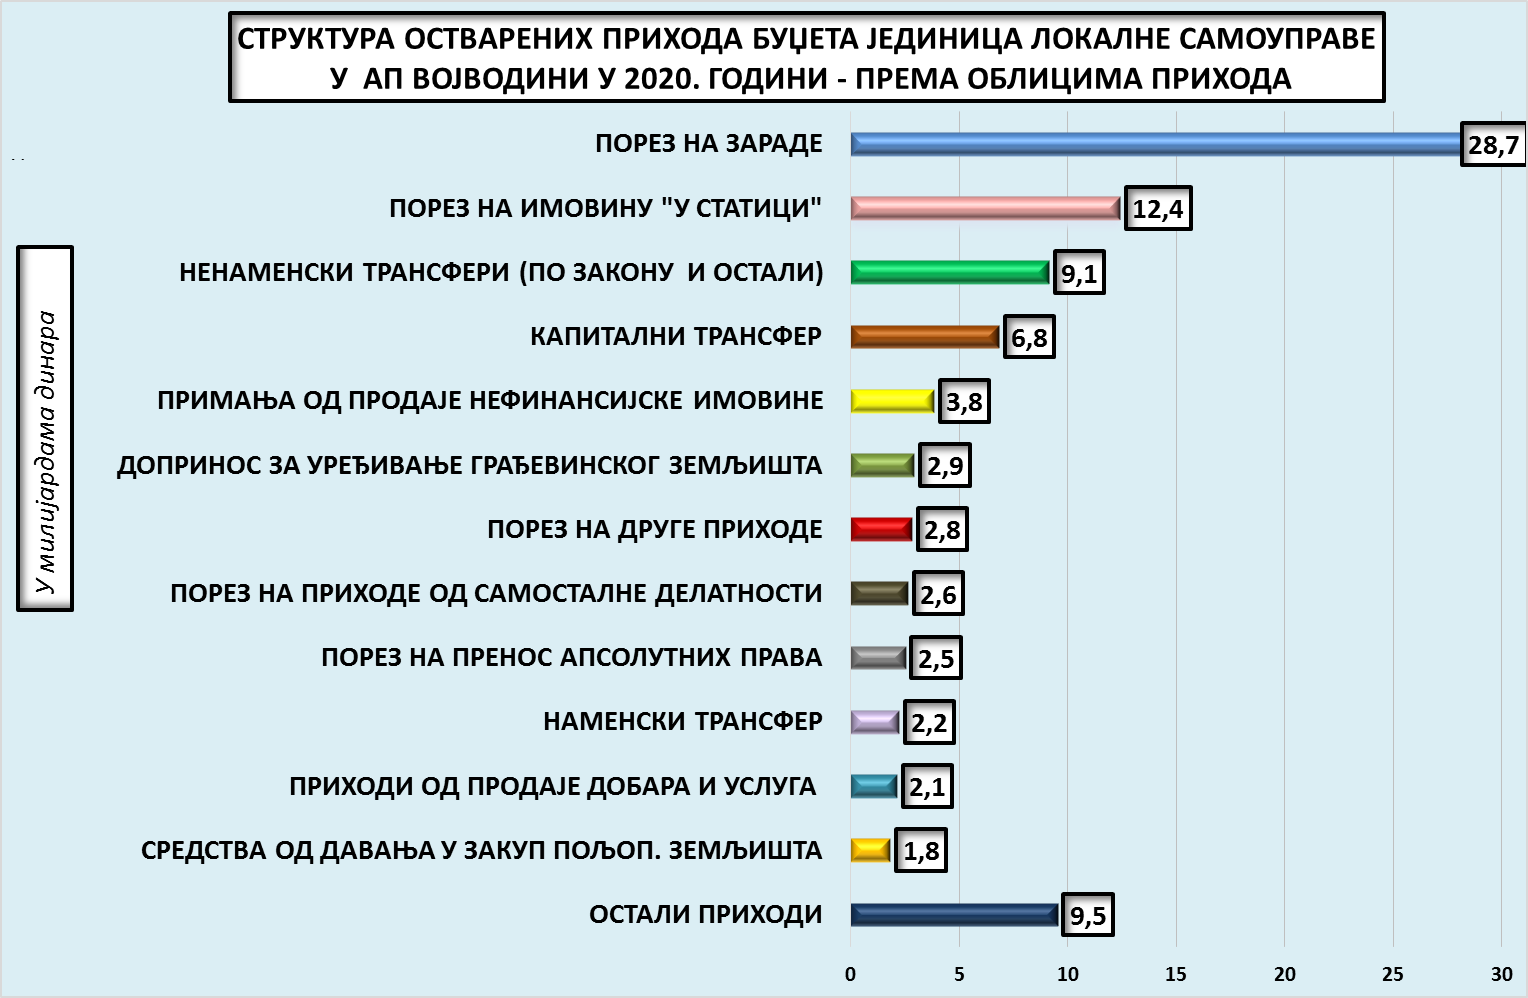 СТРУКТУРА ОСТВАРЕНИХ ПРИХОДА БУЏЕТА ЈЕДИНИЦА ЛОКАЛНЕ САМОУПРАВЕ
У АП ВОЈВОДИНИ У 2020. ГОДИНИ - ПРЕМА ОБЛИЦИМА ПРИХОДА
У милијардама динара
ПОРЕЗ НА ЗАРАДЕ 28,7
ПОРЕЗ НА ИМОВИНУ "У СТАТИЦИ" 12,4
НЕНАМЕНСКИ ТРАНСФЕРИ (ПО ЗАКОНУ И ОСТАЛИ) 9,1
КАПИТАЛНИ ТРАНСФЕР 6,8
ПРИМАЊА ОД ПРОДАЈЕ НЕФИНАНСИЈСКЕ ИМОВИНЕ 3,8
ДОПРИНОС ЗА УРЕЂИВАЊЕ ГРАЂЕВИНСКОГ ЗЕМЉИШТА 2,9
ПОРЕЗ НА ДРУГЕ ПРИХОДЕ 2,8
ПОРЕЗ НА ПРИХОДЕ ОД САМОСТАЛНЕ ДЕЛАТНОСТИ 2,6
ПОРЕЗ НА ПРЕНОС АПСОЛУТНИХ ПРАВА 2,5
НАМЕНСКИ ТРАНСФЕР 2,2
ПРИХОДИ ОД ПРОДАЈЕ ДОБАРА И УСЛУГА 2,1
СРЕДСТВА ОД ДАВАЊА У ЗАКУП ПОЉОП. ЗЕМЉИШТА 1,8
ОСТАЛИ ПРИХОДИ 9,5
0 5 10 15 20 25 30